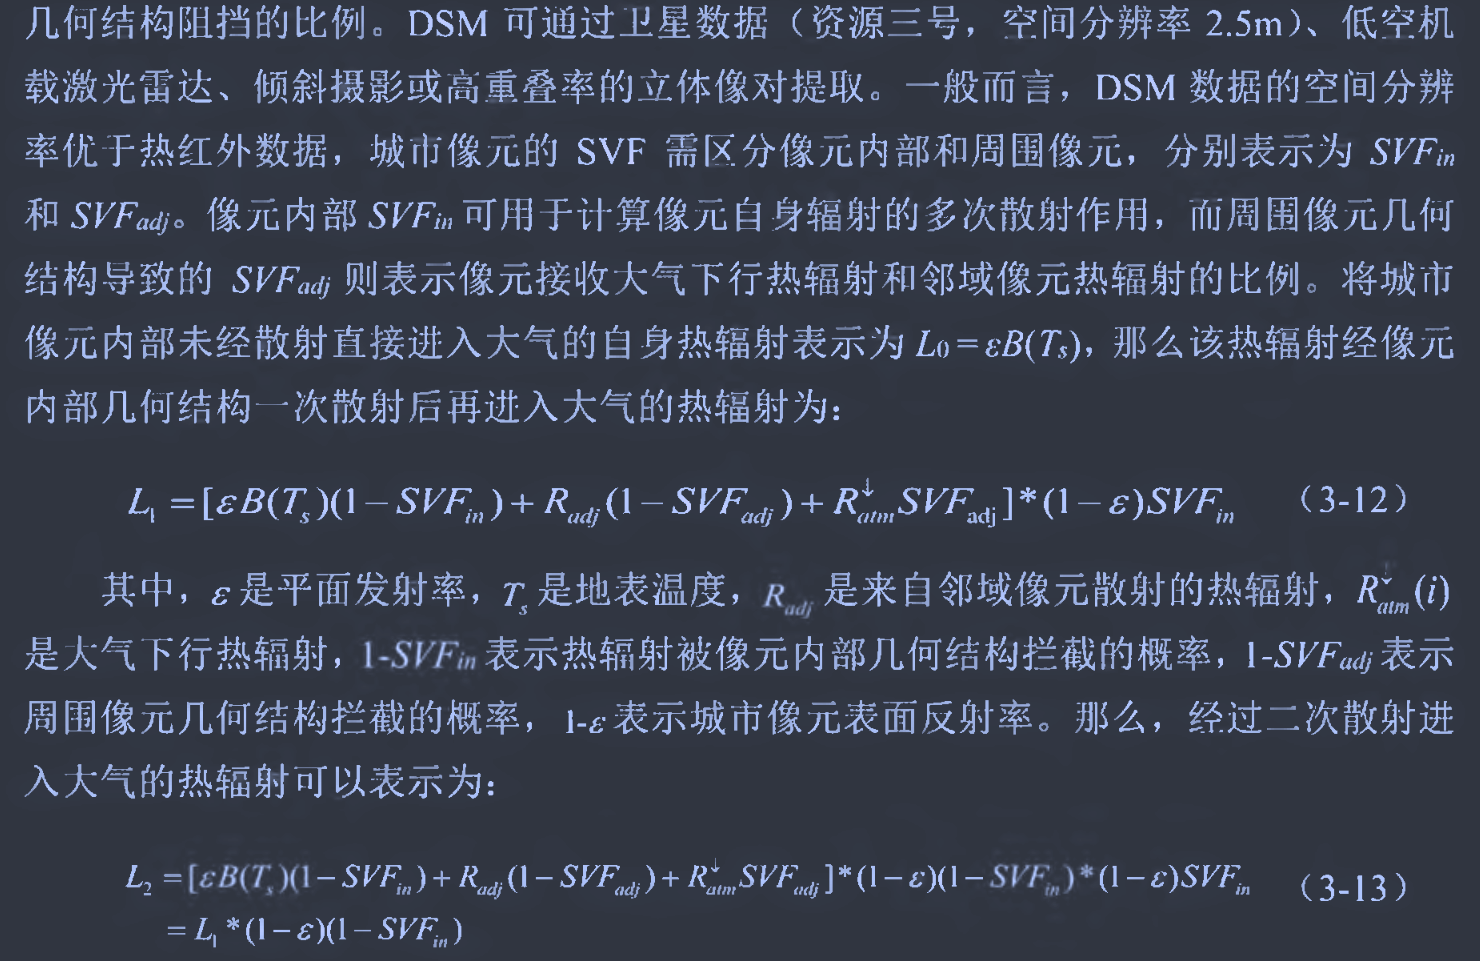 几何结构阻挡的比例。DSM 可通过卫星数据（资源三号，空间分辨率 2.5m）、低空机
载激光雷达、倾斜摄影或高重叠率的立体像对提取。一般而言，DSM 数据的空间分辨
率优于热红外数据，城市像元的 SVF 需区分像元内部和周围像元，分别表示为 SVFin
和 SVFadj。像元内部 SVFin 可用于计算像元自身辐射的多次散射作用，而周围像元几何
结构导致的 SVFadj 则表示像元接收大气下行热辐射和邻域像元热辐射的比例。将城市
像元内部未经散射直接进入大气的自身热辐射表示为 L0 = εB(Ts)，那么该热辐射经像元
内部几何结构一次散射后再进入大气的热辐射为：
L₁ = [εB(Tₛ)(1 − SVF_in) + R_adj(1 − SVF_adj) + R_atm^↓ SVF_adj] * (1 − ε)SVF_in （3-12）
其中，ε 是平面发射率，Tₛ 是地表温度，R_adj 是来自邻域像元散射的热辐射，R_atm^↓(i)
是大气下行热辐射，1-SVFin 表示热辐射被像元内部几何结构拦截的概率，1-SVFadj 表示
周围像元几何结构拦截的概率，1-ε 表示城市像元表面反射率。那么，经过二次散射进
入大气的热辐射可以表示为：
L₂ = [εB(Tₛ)(1 − SVF_in) + R_adj(1 − SVF_adj) + R_atm^↓ SVF_adj] * (1 − ε)(1 − SVF_in) * (1 − ε)SVF_in （3-13）
= L₁ * (1 − ε)(1 − SVF_in)